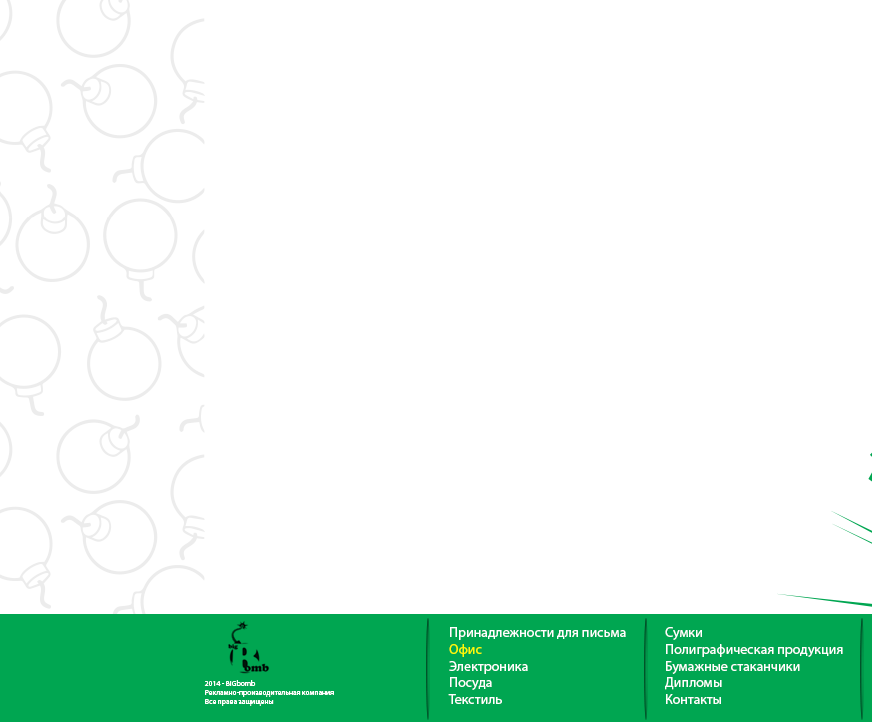 big
bomb
2014 - BIGbomb
Рекламно-производительная компания
Все права защищены
Принадлежности для письма
Офис
Электроника
Посуда
Текстиль
Сумки
Полиграфическая продукция
Бумажные стаканчики
Дипломы
Контакты